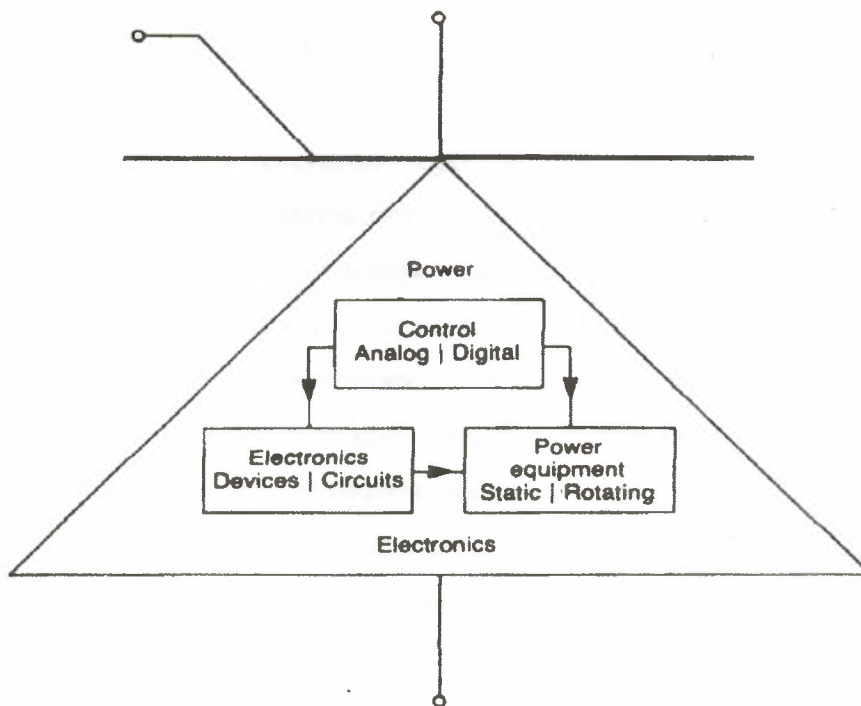 Power
Control
Analog | Digital
Electronics
Devices | Circuits
Power
equipment
Static | Rotating
Electronics